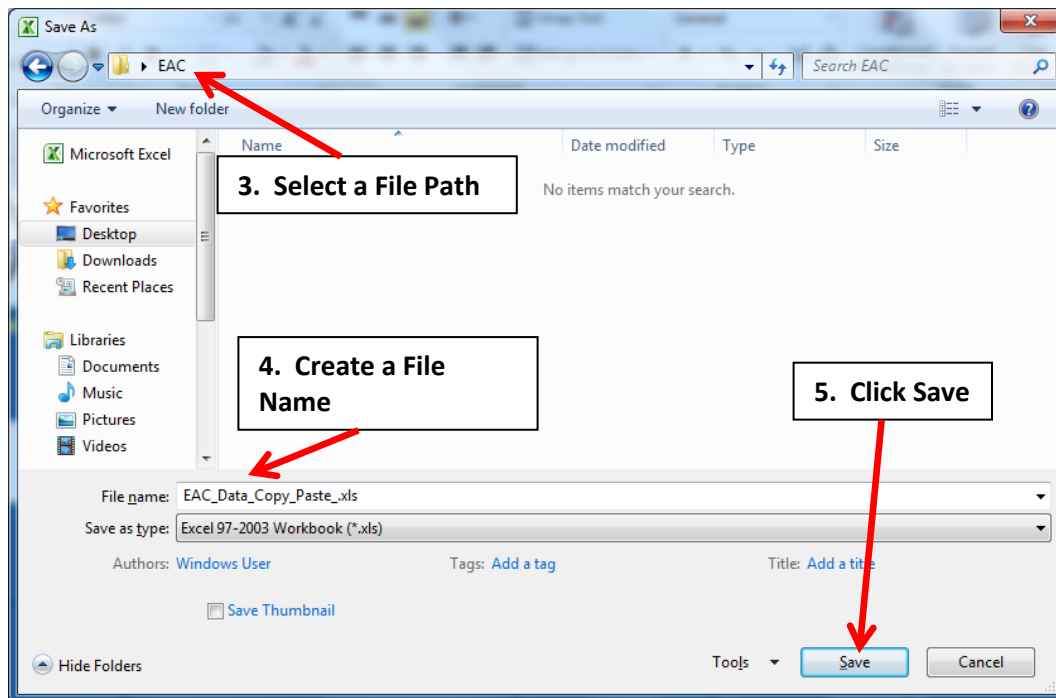 Save As
EAC
Search EAC
Organize
New folder
Microsoft Excel
Name
Date modified
Type
Size
3. Select a File Path
No items match your search.
Favorites
Desktop
Downloads
Recent Places
Libraries
Documents
Music
Pictures
Videos
4. Create a File
Name
5. Click Save
File name: EAC_Data_Copy_Paste_.xls
Save as type: Excel 97-2003 Workbook (*.xls)
Authors: Windows User
Tags: Add a tag
Title: Add a title
Save Thumbnail
Hide Folders
Tools
Save
Cancel